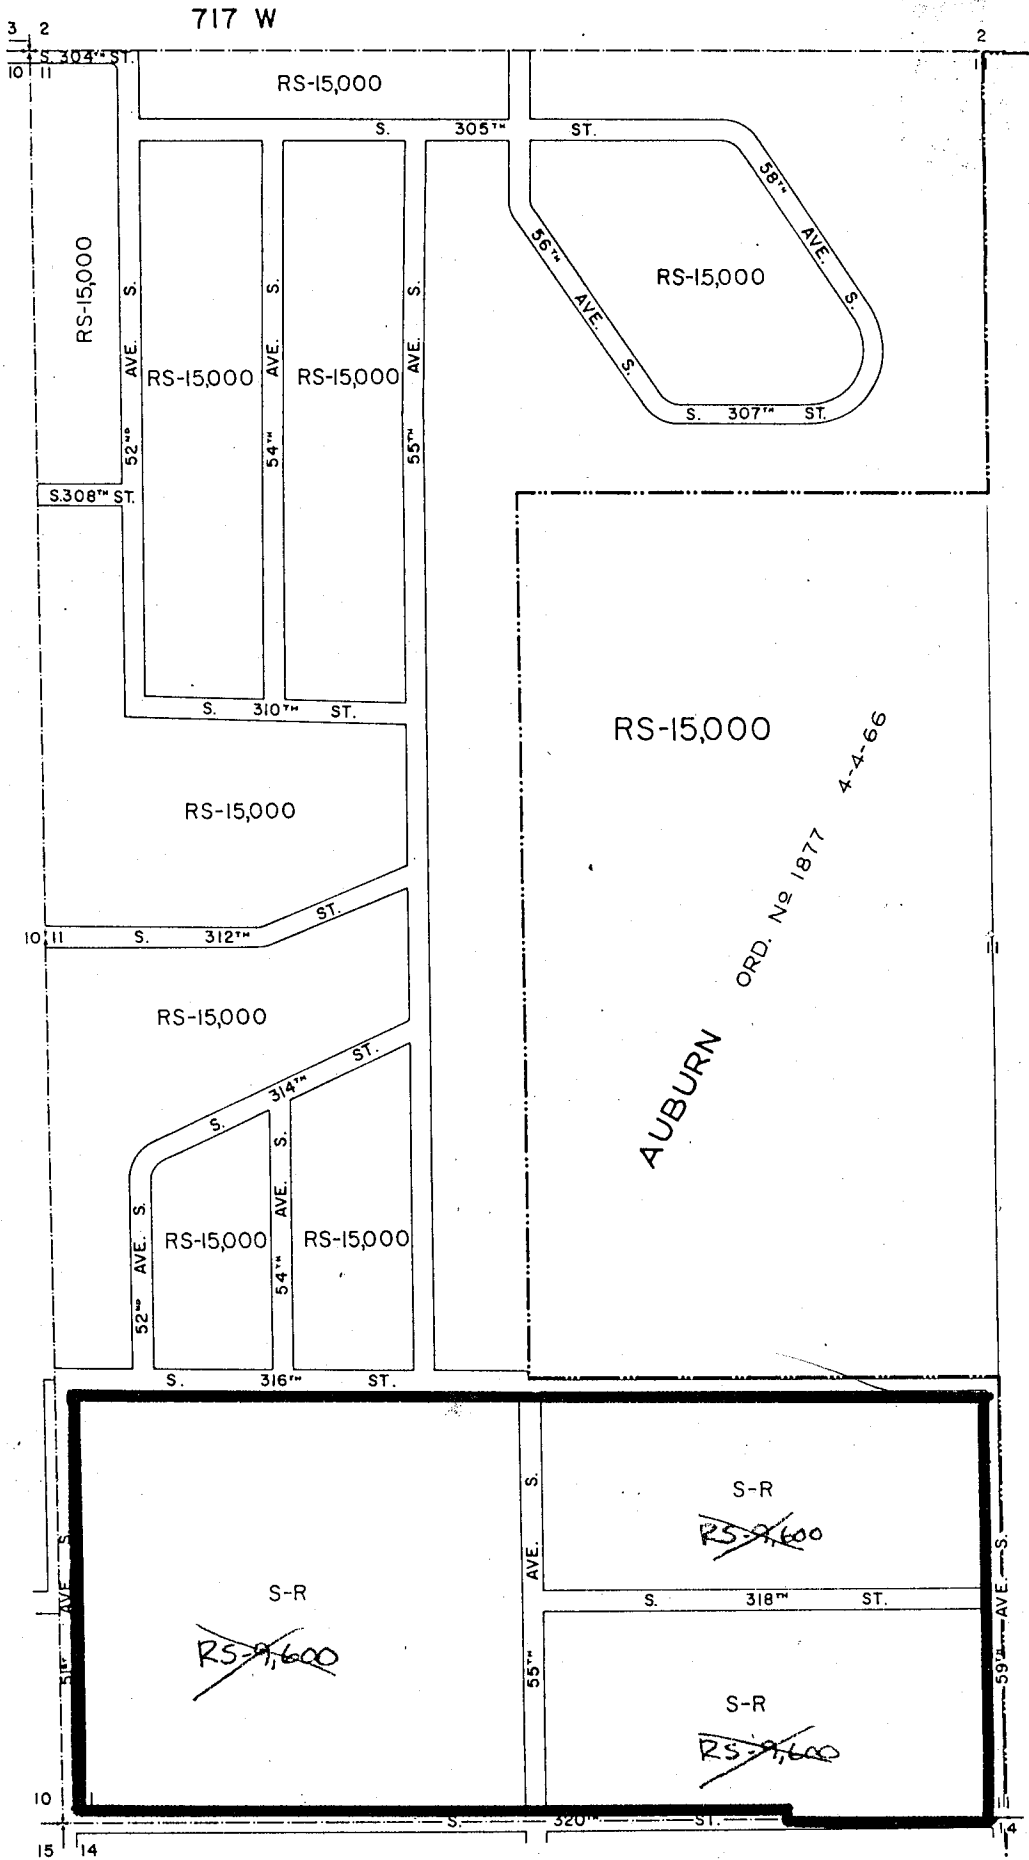 717 W
3 2
2
S. 304TH ST.
10 11
11
RS-15,000
S. 305TH ST.
58TH AVE. S.
56TH AVE. S.
RS-15,000
RS-15,000
52ND AVE. S.
54TH AVE. S.
55TH AVE. S.
RS-15,000
RS-15,000
S. 307TH ST.
S. 308TH ST.
S. 310TH ST.
RS-15,000
AUBURN ORD. No 1877 4-4-66
RS-15,000
S. 312TH ST.
10 11
11
RS-15,000
S. 314TH ST.
52ND AVE. S.
54TH AVE. S.
RS-15,000
RS-15,000
S. 316TH ST.
51ST AVE S.
55TH AVE. S.
59TH AVE. S.
S-R
RS-9,600
S. 318TH ST.
S-R
RS-9,600
S-R
RS-9,600
10
S. 320TH ST.
14
15 14